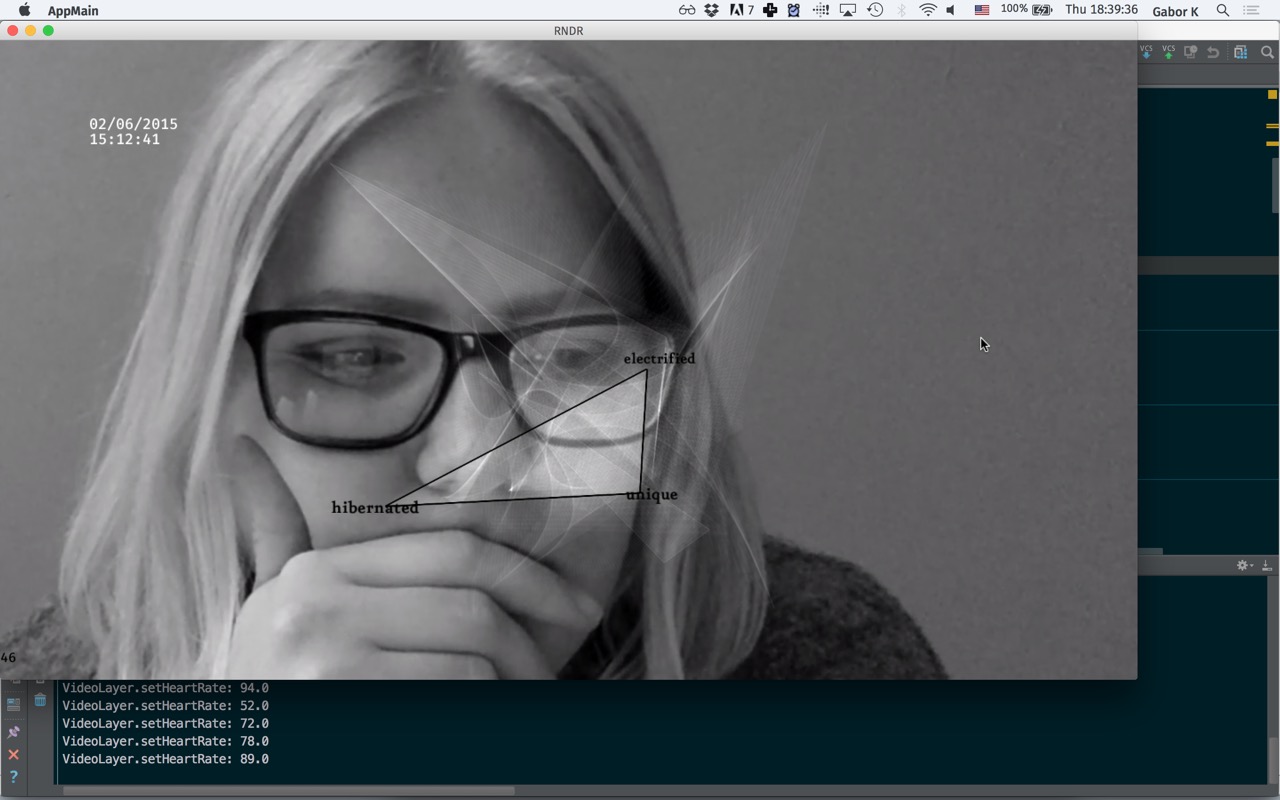 AppMain
7
100%
Thu 18:39:36
Gabor K
RNDR
VCS
VCS
02/06/2015
15:12:41
electrified
unique
hibernated
46
VideoLayer.setHeartRate: 94.0
VideoLayer.setHeartRate: 52.0
VideoLayer.setHeartRate: 72.0
VideoLayer.setHeartRate: 78.0
VideoLayer.setHeartRate: 89.0
?